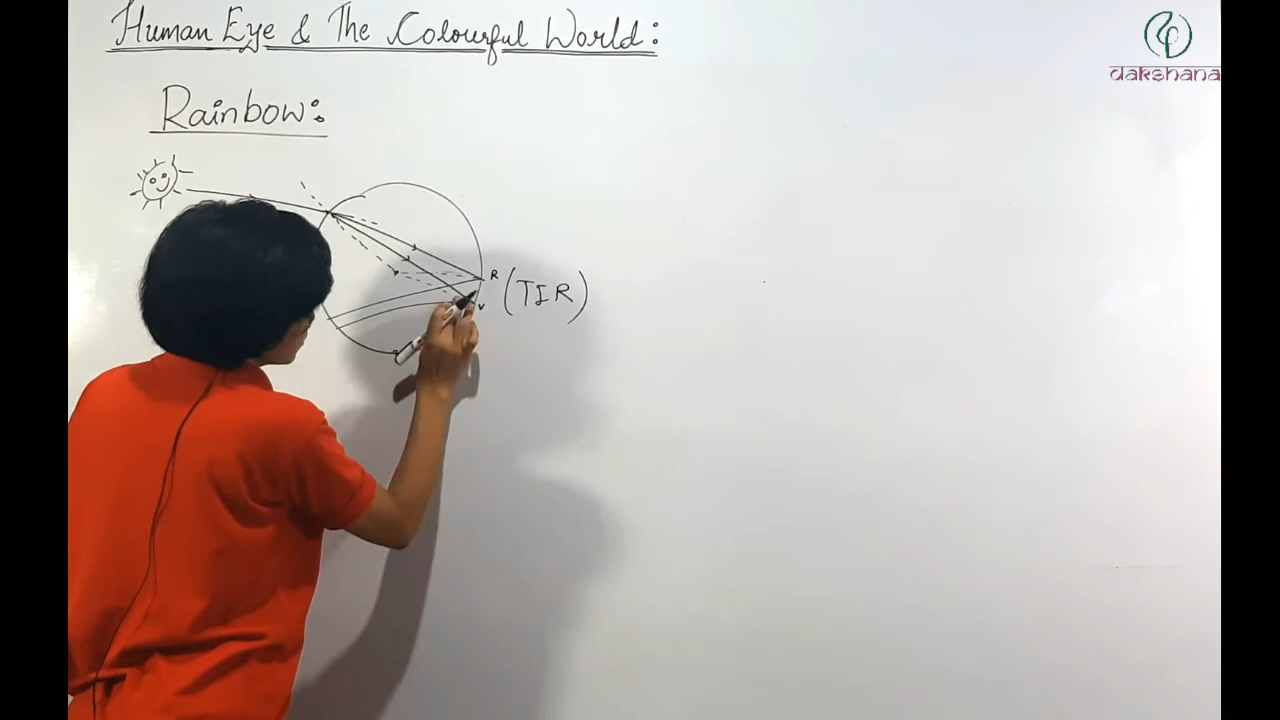 Human Eye & The Colourful World:
dakshana
Rainbow:
R
(TIR)
V